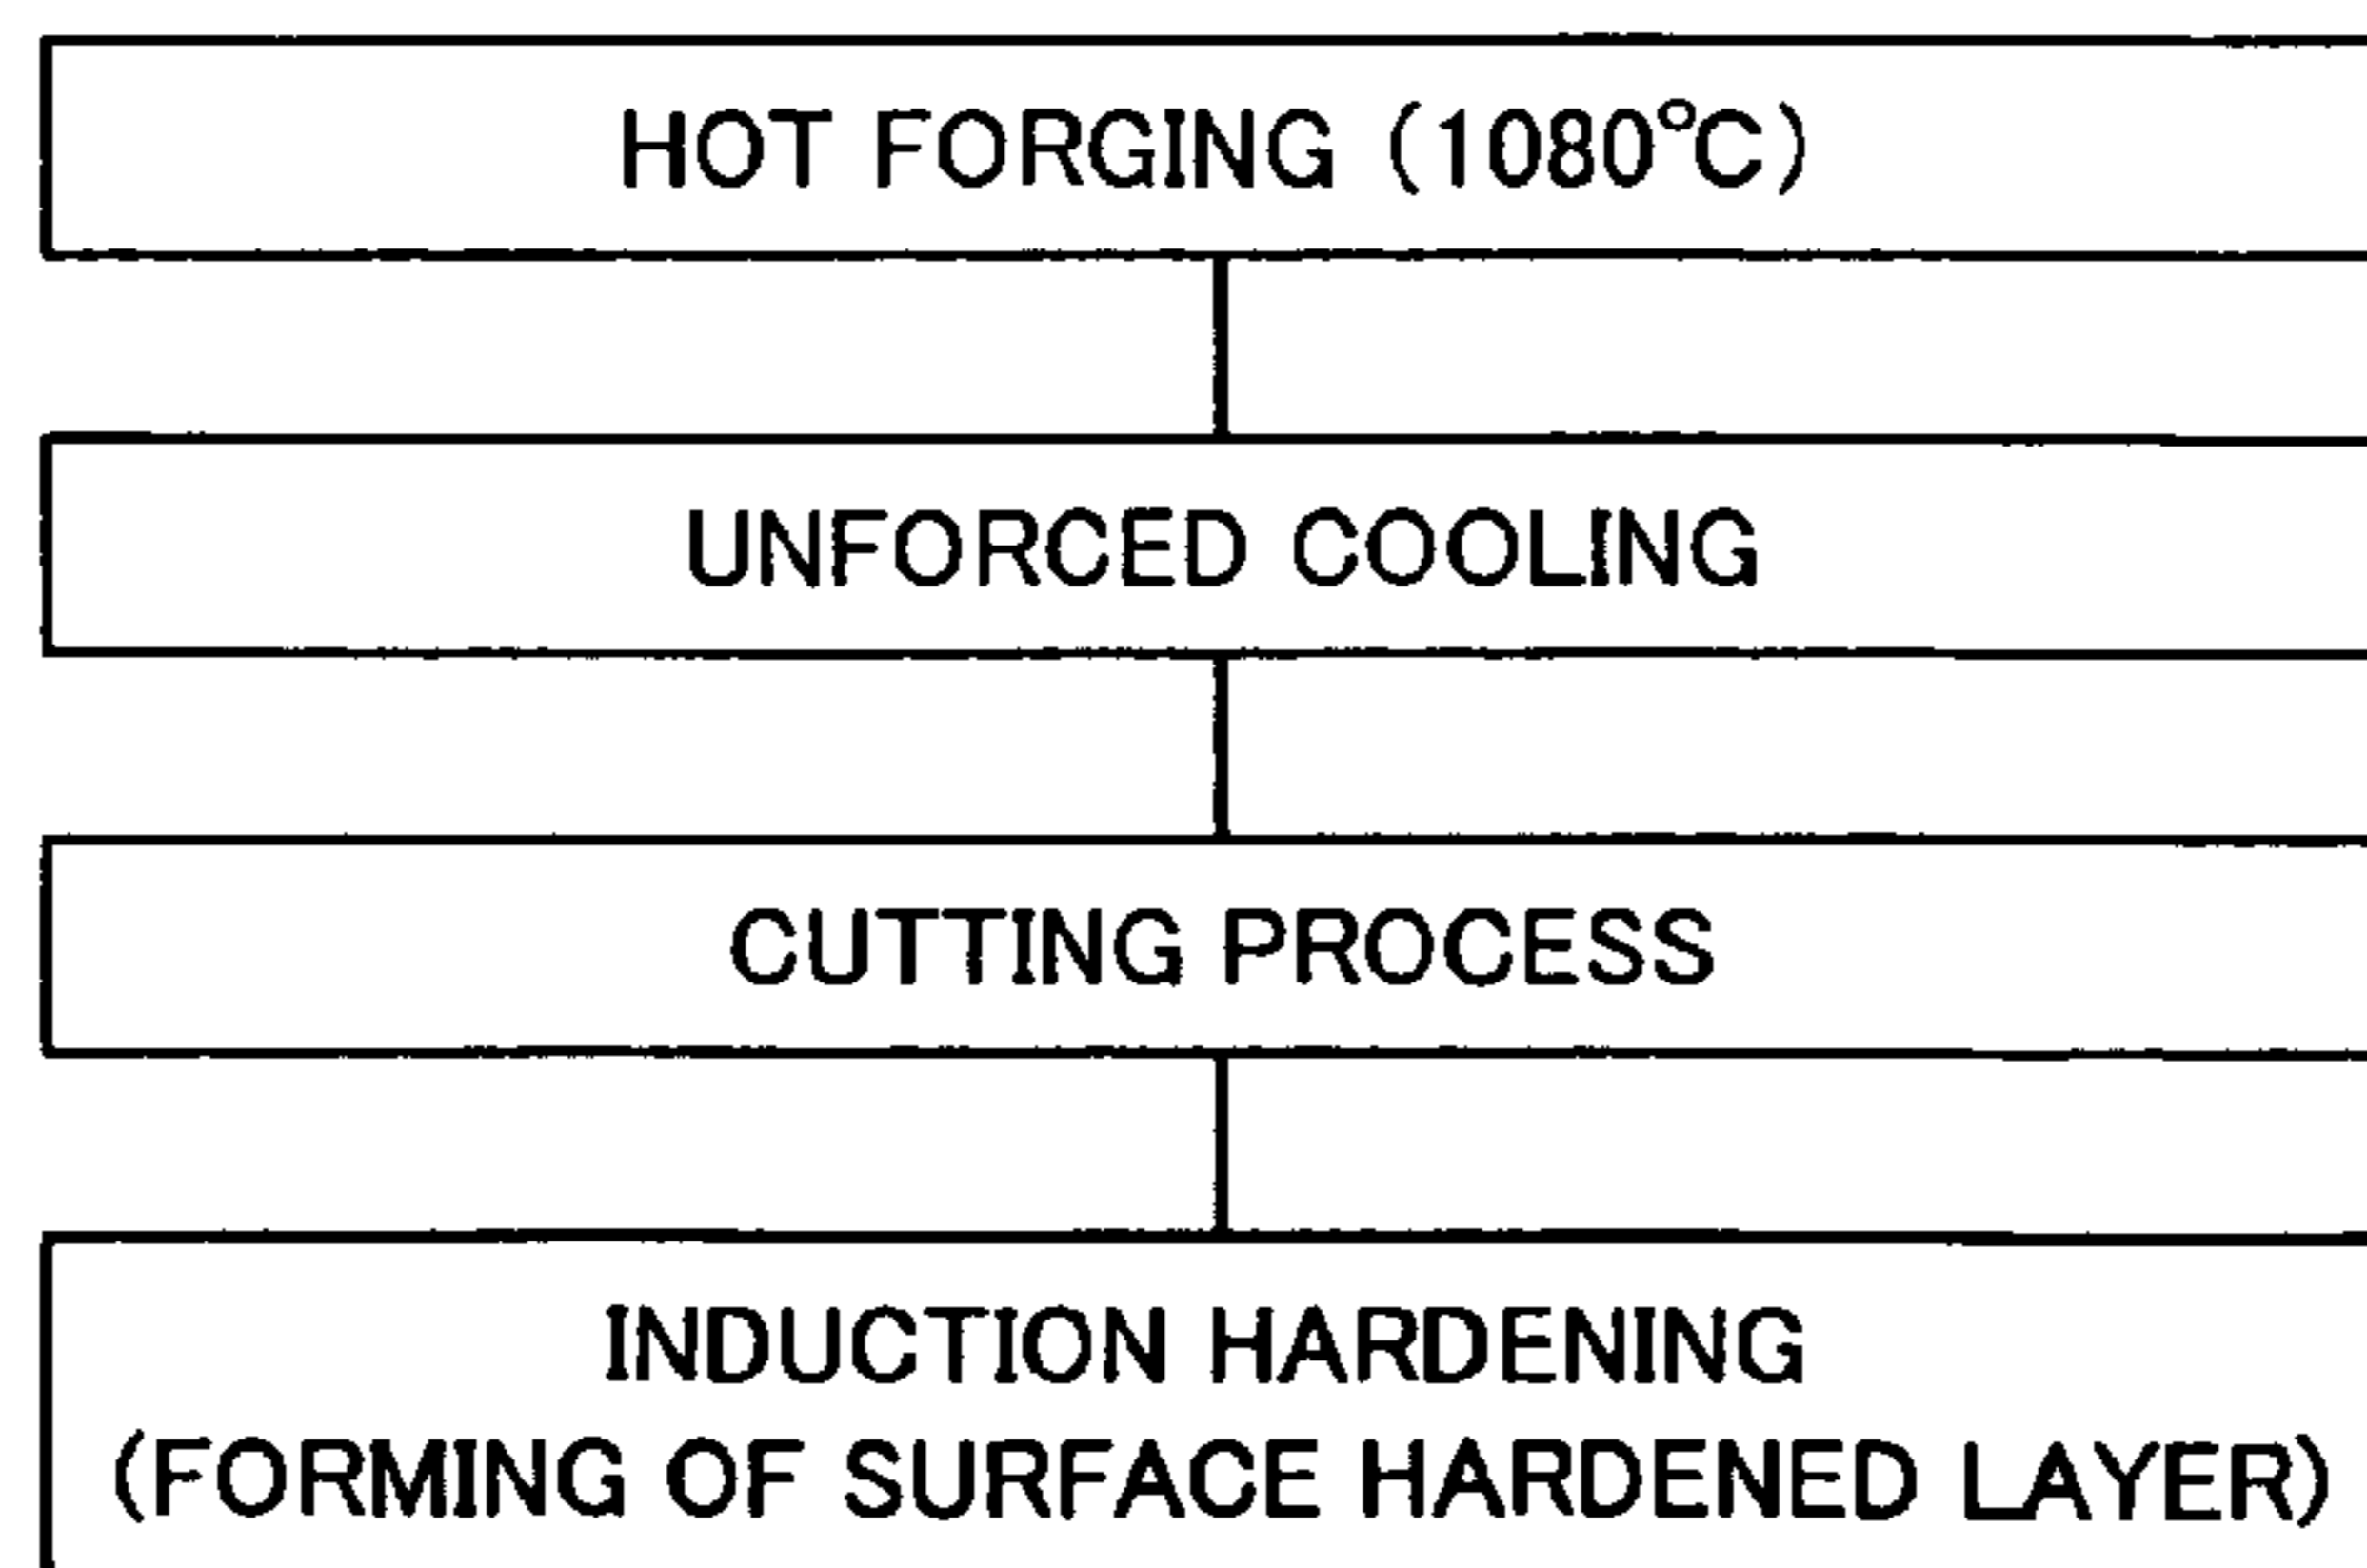 HOT FORGING (1080℃)
UNFORCED COOLING
CUTTING PROCESS
INDUCTION HARDENING
(FORMING OF SURFACE HARDENED LAYER)